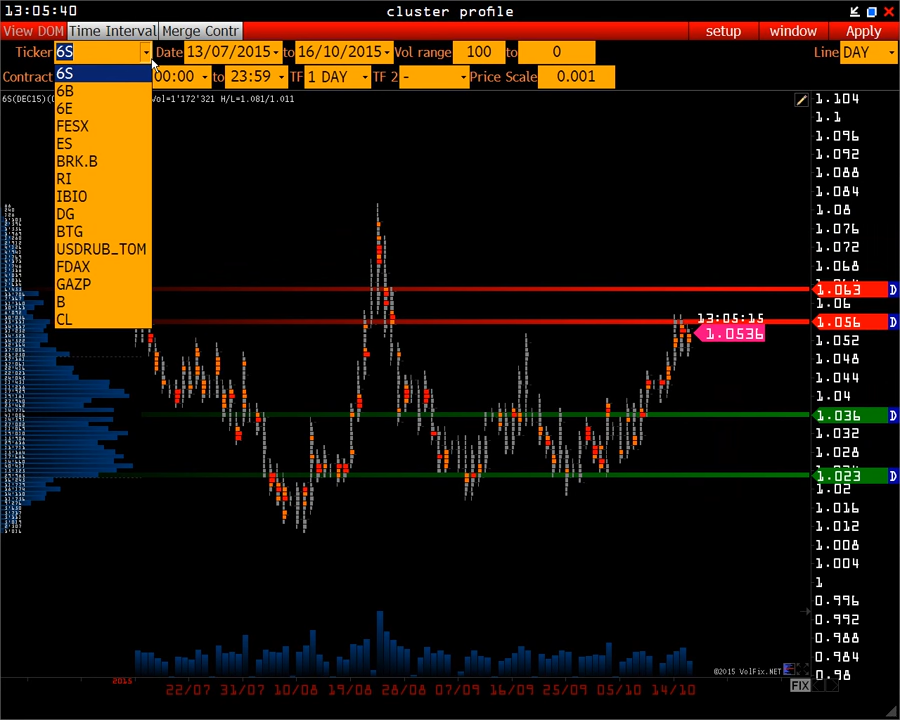 13:05:40 cluster profile
View DOM Time Interval Merge Contr setup window Apply
Ticker 6S Date 13/07/2015 to 16/10/2015 Vol range 100 to 0 Line DAY
Contract 00:00 to 23:59 TF 1 DAY TF 2 - Price Scale 0.001
6S
6B
6E
FESX
ES
BRK.B
RI
IBIO
DG
BTG
USDRUB_TOM
FDAX
GAZP
B
CL
6S(DEC15)( Vol=1'172'321 H/L=1.081/1.011
1.104
1.1
1.096
1.092
1.088
1.084
1.08
1.076
1.072
1.068
1.063 D
1.06
13:05:15
1.056 D
1.0536
1.052
1.048
1.044
1.04
1.036 D
1.032
1.028
1.023 D
1.02
1.016
1.012
1.008
1.004
1
0.996
0.992
0.988
0.984
0.98
©2015 VolFix.NET
FIX
2015 22/07 31/07 10/08 19/08 28/08 07/09 16/09 25/09 05/10 14/10